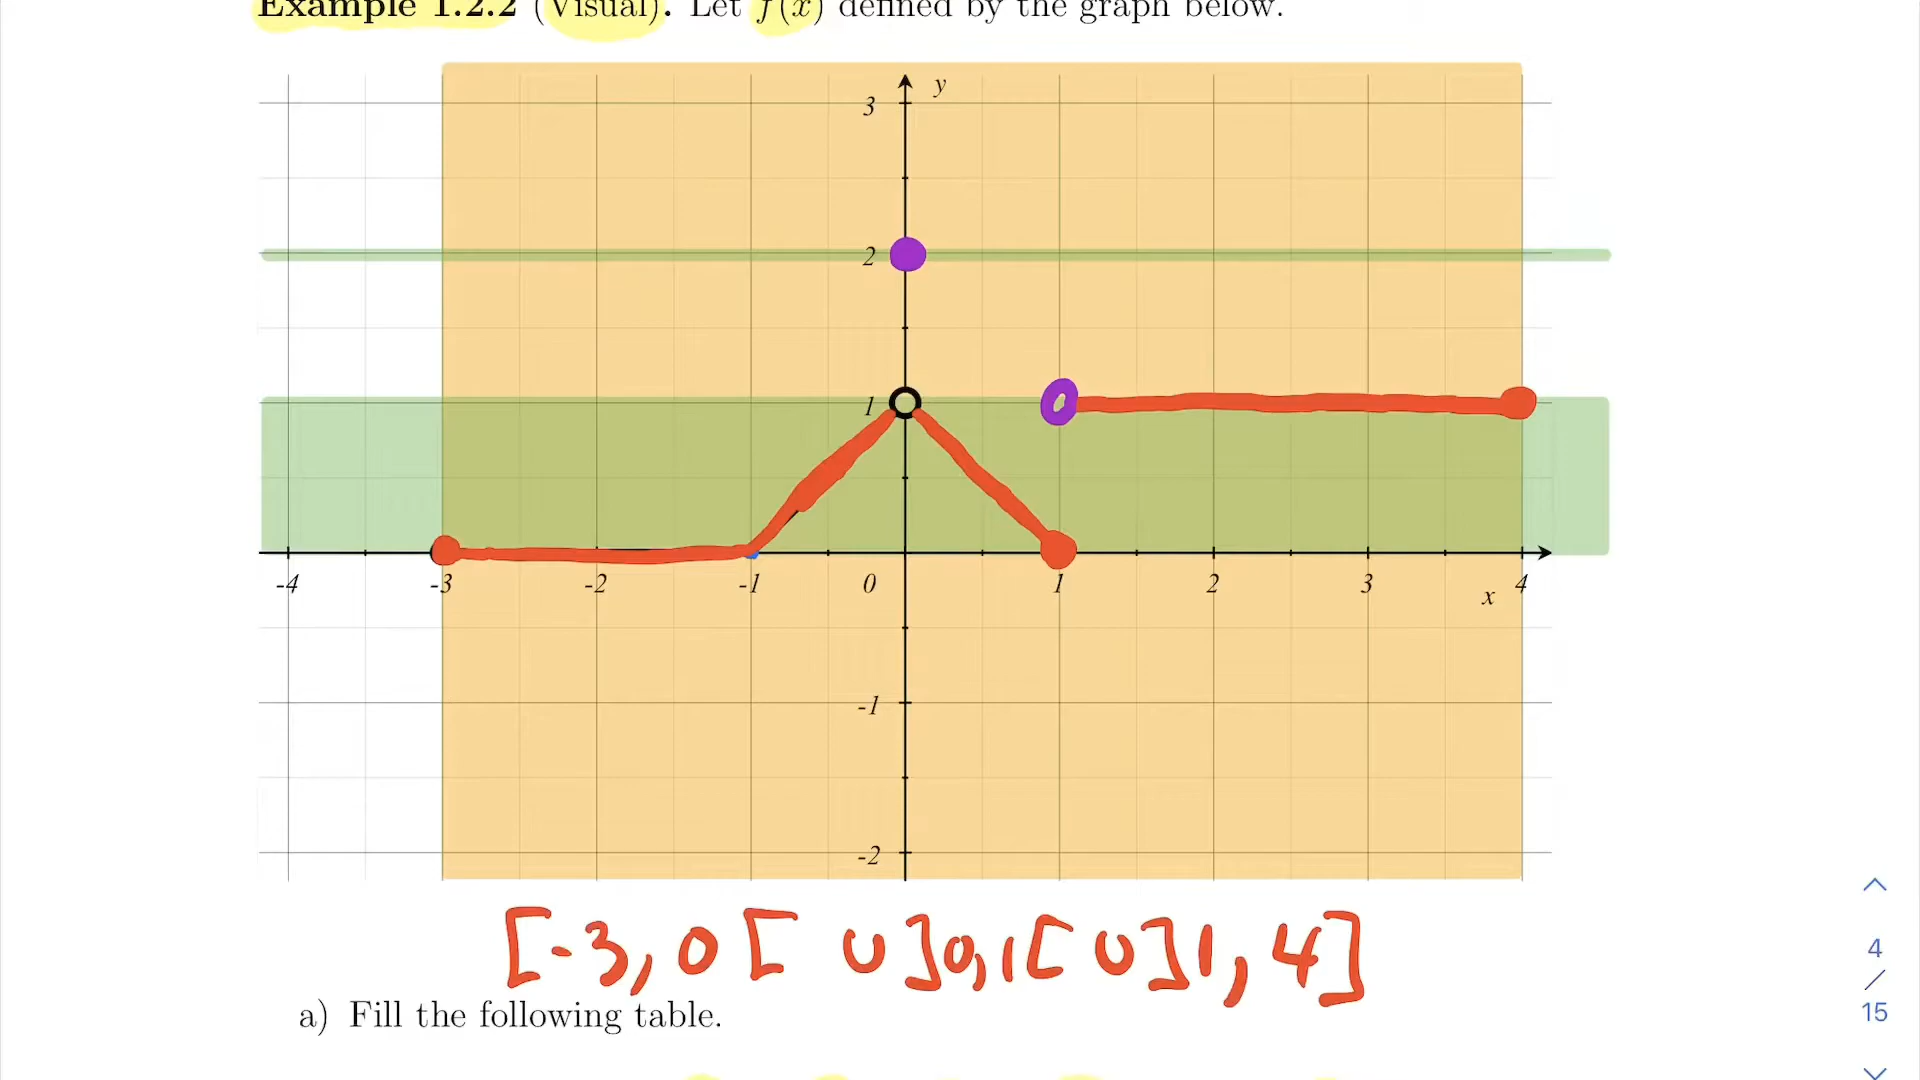 Example 1.2.2 (Visual). Let f(x) defined by the graph below.
y
3
2
1
-4 -3 -2 -1 0 1 2 3 4
x
-1
-2
[-3, 0[ ∪ ]0,1[ ∪ ]1, 4]
a) Fill the following table.
4
/
15